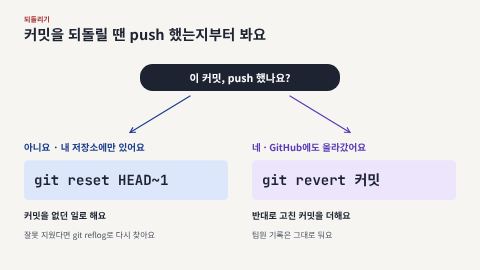 되돌리기
커밋을 되돌릴 땐 push 했는지부터 봐요
이 커밋, push 했나요?
아니요 · 내 저장소에만 있어요
git reset HEAD~1
커밋을 없던 일로 해요
잘못 지웠다면 git reflog로 다시 찾아요
네 · GitHub에도 올라갔어요
git revert 커밋
반대로 고친 커밋을 더해요
팀원 기록은 그대로 둬요